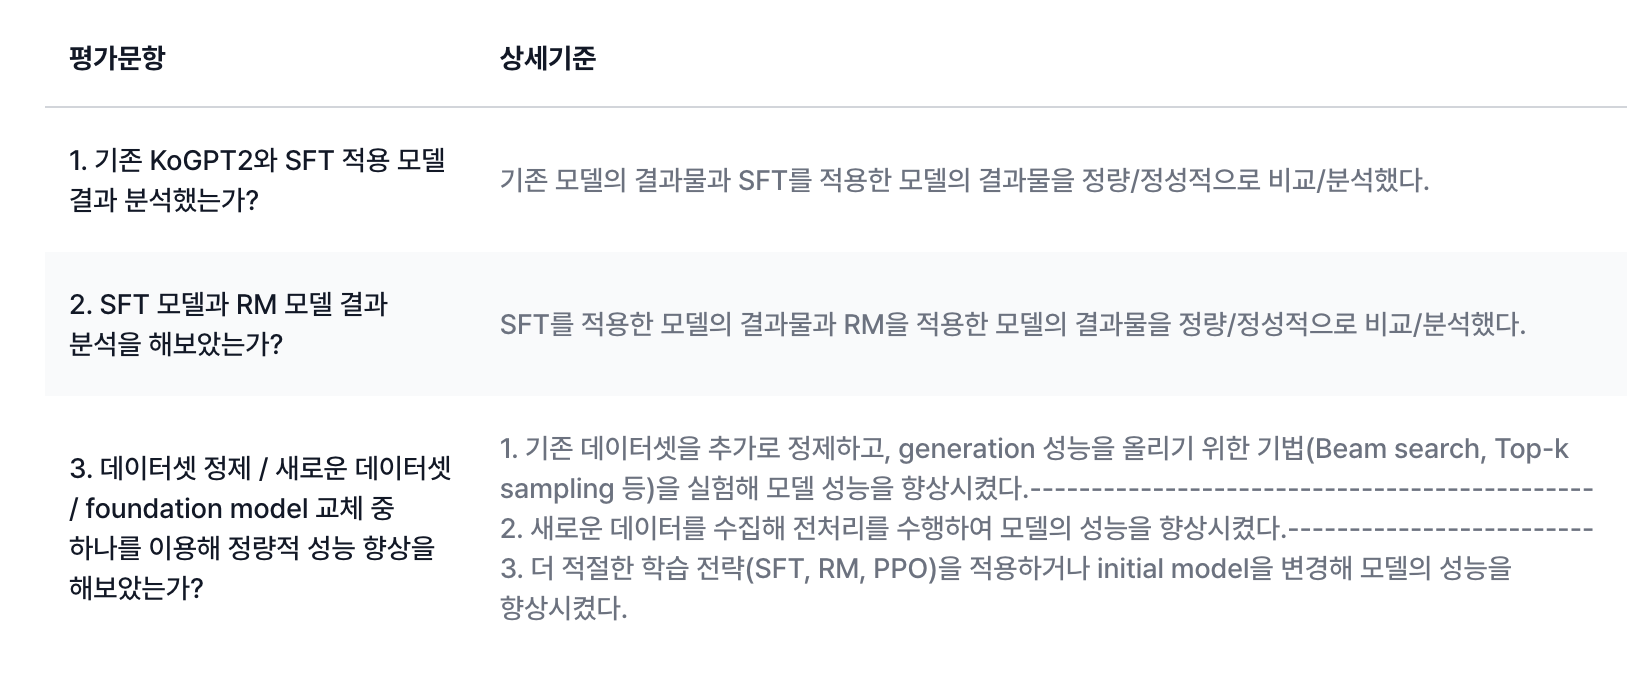 평가문항
상세기준
1. 기존 KoGPT2와 SFT 적용 모델
결과 분석했는가?
기존 모델의 결과물과 SFT를 적용한 모델의 결과물을 정량/정성적으로 비교/분석했다.
2. SFT 모델과 RM 모델 결과
분석을 해보았는가?
SFT를 적용한 모델의 결과물과 RM을 적용한 모델의 결과물을 정량/정성적으로 비교/분석했다.
3. 데이터셋 정제 / 새로운 데이터셋
/ foundation model 교체 중
하나를 이용해 정량적 성능 향상을
해보았는가?
1. 기존 데이터셋을 추가로 정제하고, generation 성능을 올리기 위한 기법(Beam search, Top-k
sampling 등)을 실험해 모델 성능을 향상시켰다.----------------------------------------------
2. 새로운 데이터를 수집해 전처리를 수행하여 모델의 성능을 향상시켰다.-------------------------
3. 더 적절한 학습 전략(SFT, RM, PPO)을 적용하거나 initial model을 변경해 모델의 성능을
향상시켰다.